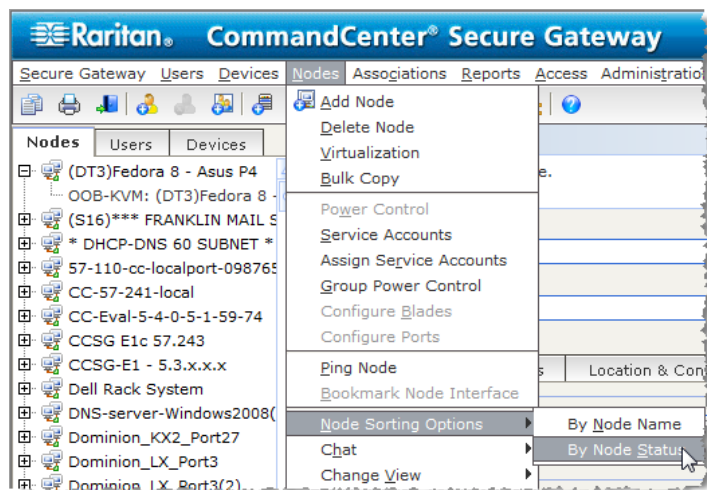 Raritan® CommandCenter® Secure Gateway
Secure Gateway Users Devices Nodes Associations Reports Access
Nodes Users Devices
Add Node
Delete Node
Virtualization
Bulk Copy
Power Control
Service Accounts
Assign Service Accounts
Group Power Control
Configure Blades
Configure Ports
Ping Node
Bookmark Node Interface
Node Sorting Options
Chat
Change View
By Node Name
By Node Status
(DT3)Fedora 8 - Asus P4
OOB-KVM: (DT3)Fedora 8 -
(S16)*** FRANKLIN MAIL
* DHCP-DNS 60 SUBNET *
57-110-cc-localport-098765
CC-57-241-local
CC-Eval-5-4-0-5-1-59-74
CCSG E1c 57.243
CCSG-E1 - 5.3.x.x.x
Dell Rack System
DNS-server-Windows2008(
Dominion_KX2_Port27
Dominion_LX_Port3
Dominion_LX_Port3(2)
e.
s
Location &